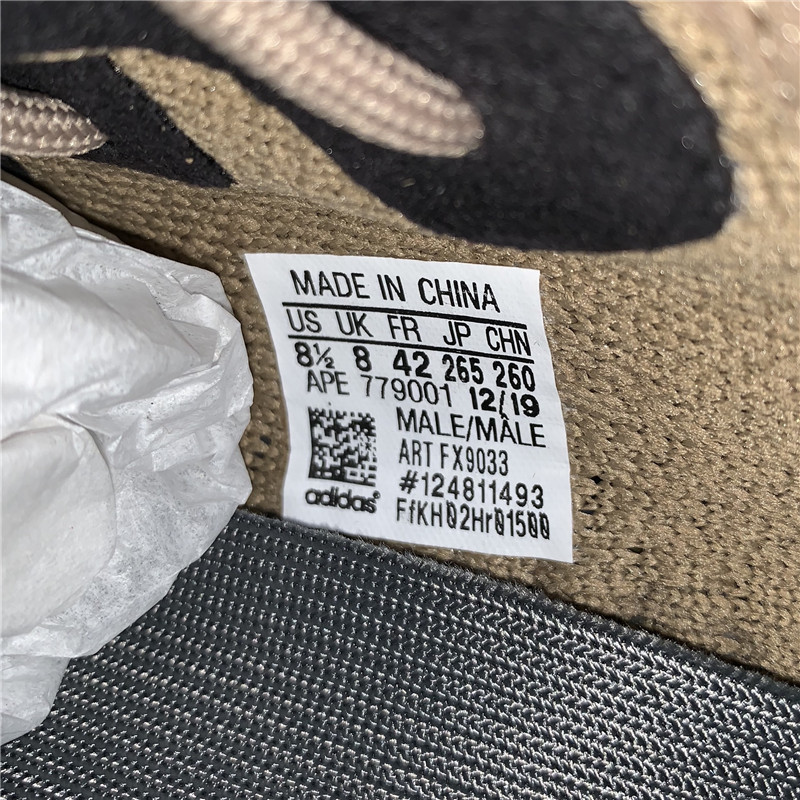 MADE IN CHINA
US UK FR JP CHN
8½ 8 42 265 260
APE 779001 12/19
MALE/MÂLE
ART FX9033
#124811493
adidas®
FfKH02Hr01500